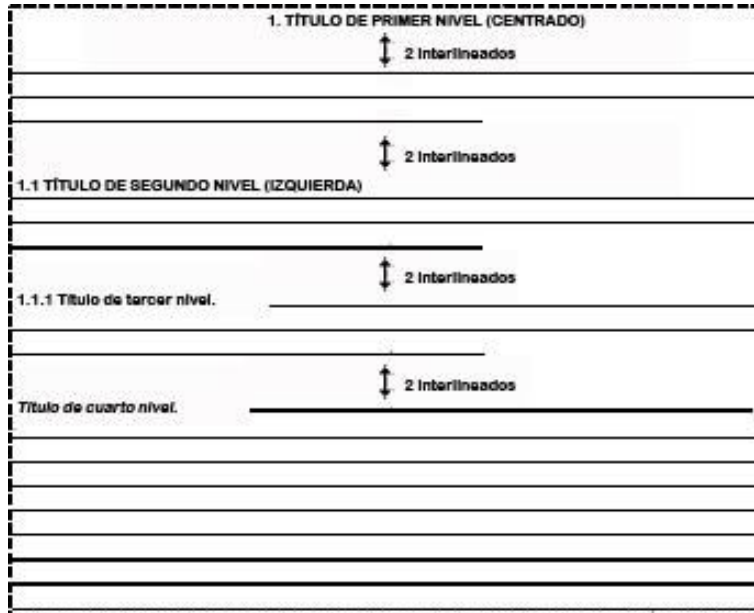 1. TÍTULO DE PRIMER NIVEL (CENTRADO)
2 Interlineados
2 Interlineados
1.1 TÍTULO DE SEGUNDO NIVEL (IZQUIERDA)
2 Interlineados
1.1.1 Título de tercer nivel.
2 Interlineados
Título de cuarto nivel.